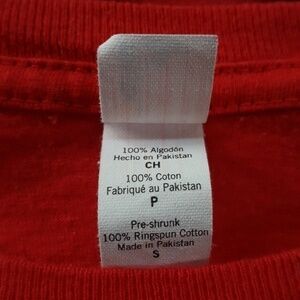 100% Algodón
Hecho en Pakistan
CH
100% Coton
Fabriqué au Pakistan
P
Pre-shrunk
100% Ringspun Cotton
Made in Pakistan
S